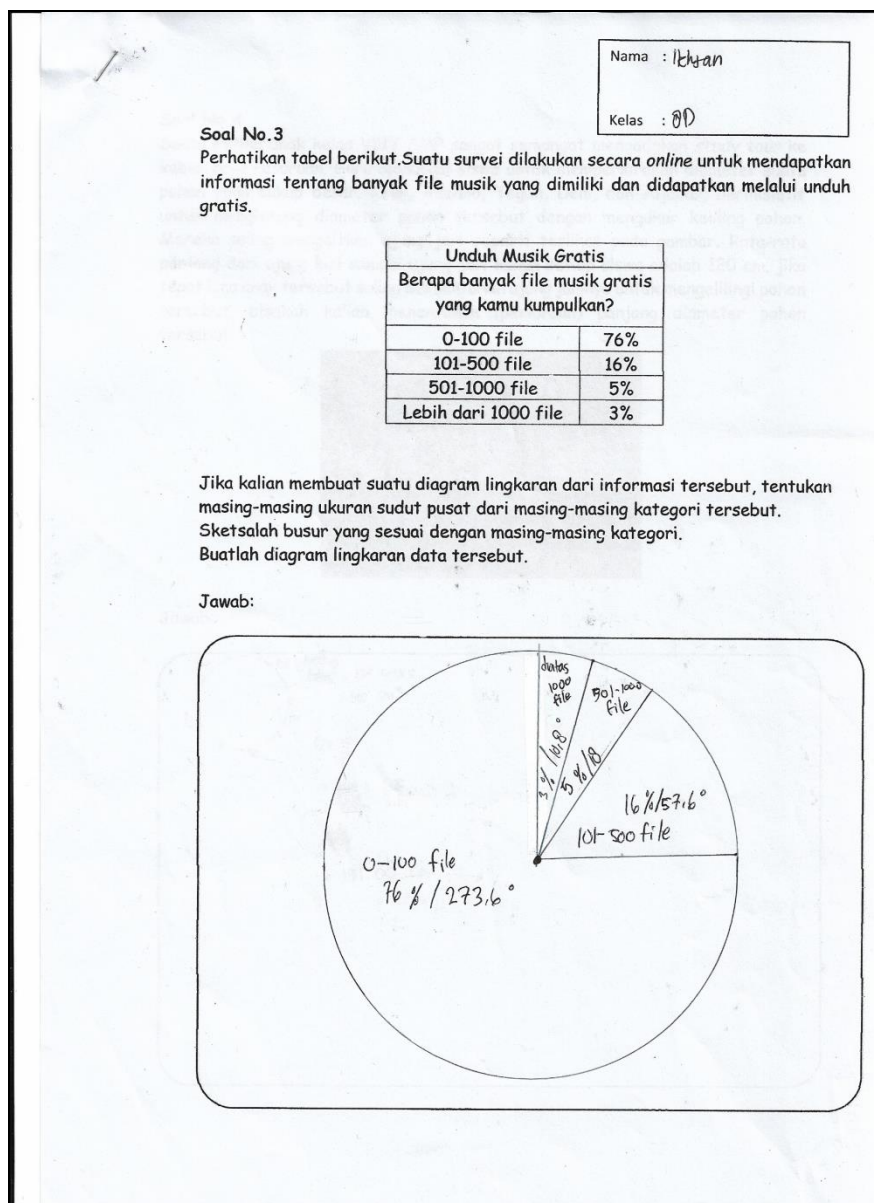 Nama : Ikhsan
Kelas : 8D
Soal No.3
Perhatikan tabel berikut.Suatu survei dilakukan secara online untuk mendapatkan
informasi tentang banyak file musik yang dimiliki dan didapatkan melalui unduh
gratis.
Unduh Musik Gratis
Berapa banyak file musik gratis
yang kamu kumpulkan?
0-100 file 76%
101-500 file 16%
501-1000 file 5%
Lebih dari 1000 file 3%
Jika kalian membuat suatu diagram lingkaran dari informasi tersebut, tentukan
masing-masing ukuran sudut pusat dari masing-masing kategori tersebut.
Sketsalah busur yang sesuai dengan masing-masing kategori.
Buatlah diagram lingkaran data tersebut.
Jawab:
diatas
1000
file
3% / 10,8°
501-1000
file
5%/18
16%/57,6°
101-500 file
0-100 file
76 % / 273,6°